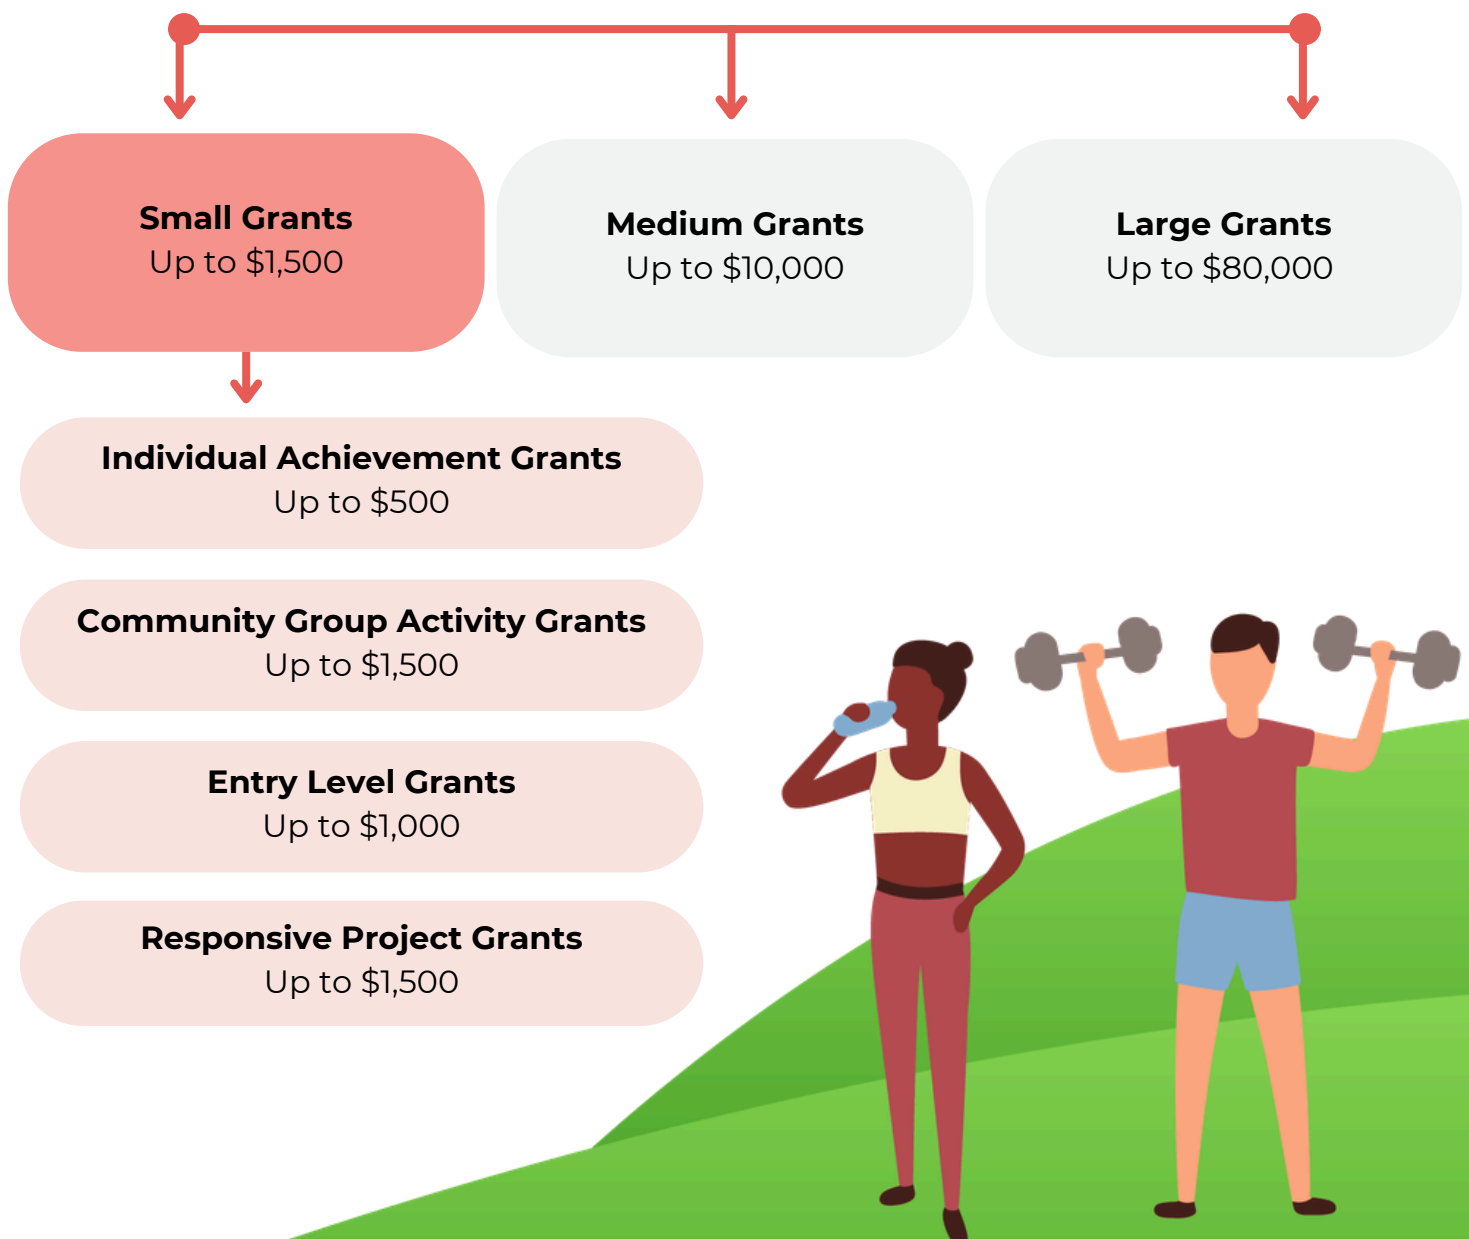 Small Grants
Up to $1,500
Medium Grants
Up to $10,000
Large Grants
Up to $80,000
Individual Achievement Grants
Up to $500
Community Group Activity Grants
Up to $1,500
Entry Level Grants
Up to $1,000
Responsive Project Grants
Up to $1,500